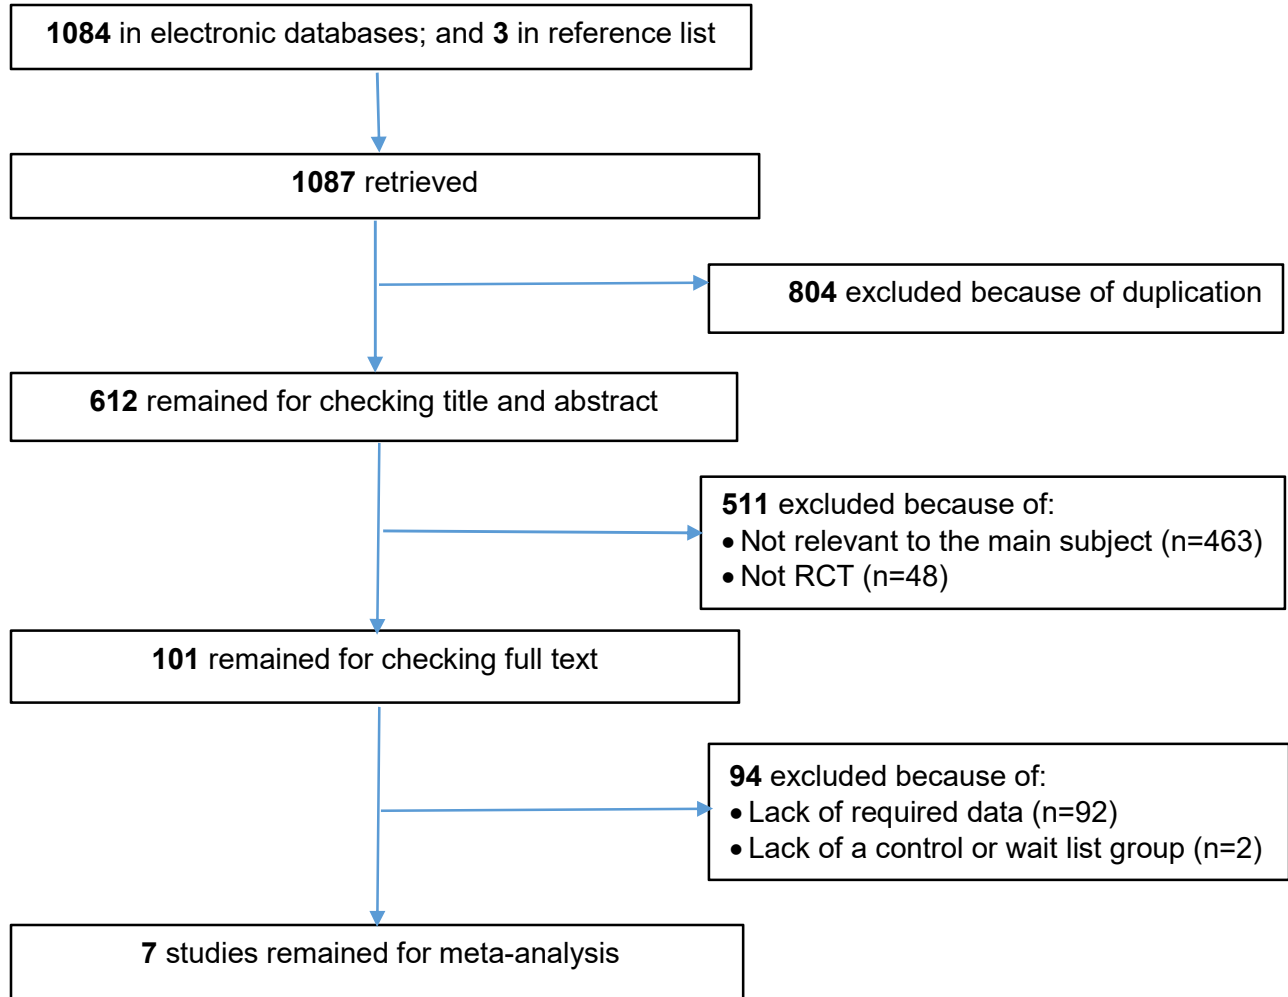 1084 in electronic databases; and 3 in reference list
1087 retrieved
804 excluded because of duplication
612 remained for checking title and abstract
511 excluded because of:
• Not relevant to the main subject (n=463)
• Not RCT (n=48)
101 remained for checking full text
94 excluded because of:
• Lack of required data (n=92)
• Lack of a control or wait list group (n=2)
7 studies remained for meta-analysis